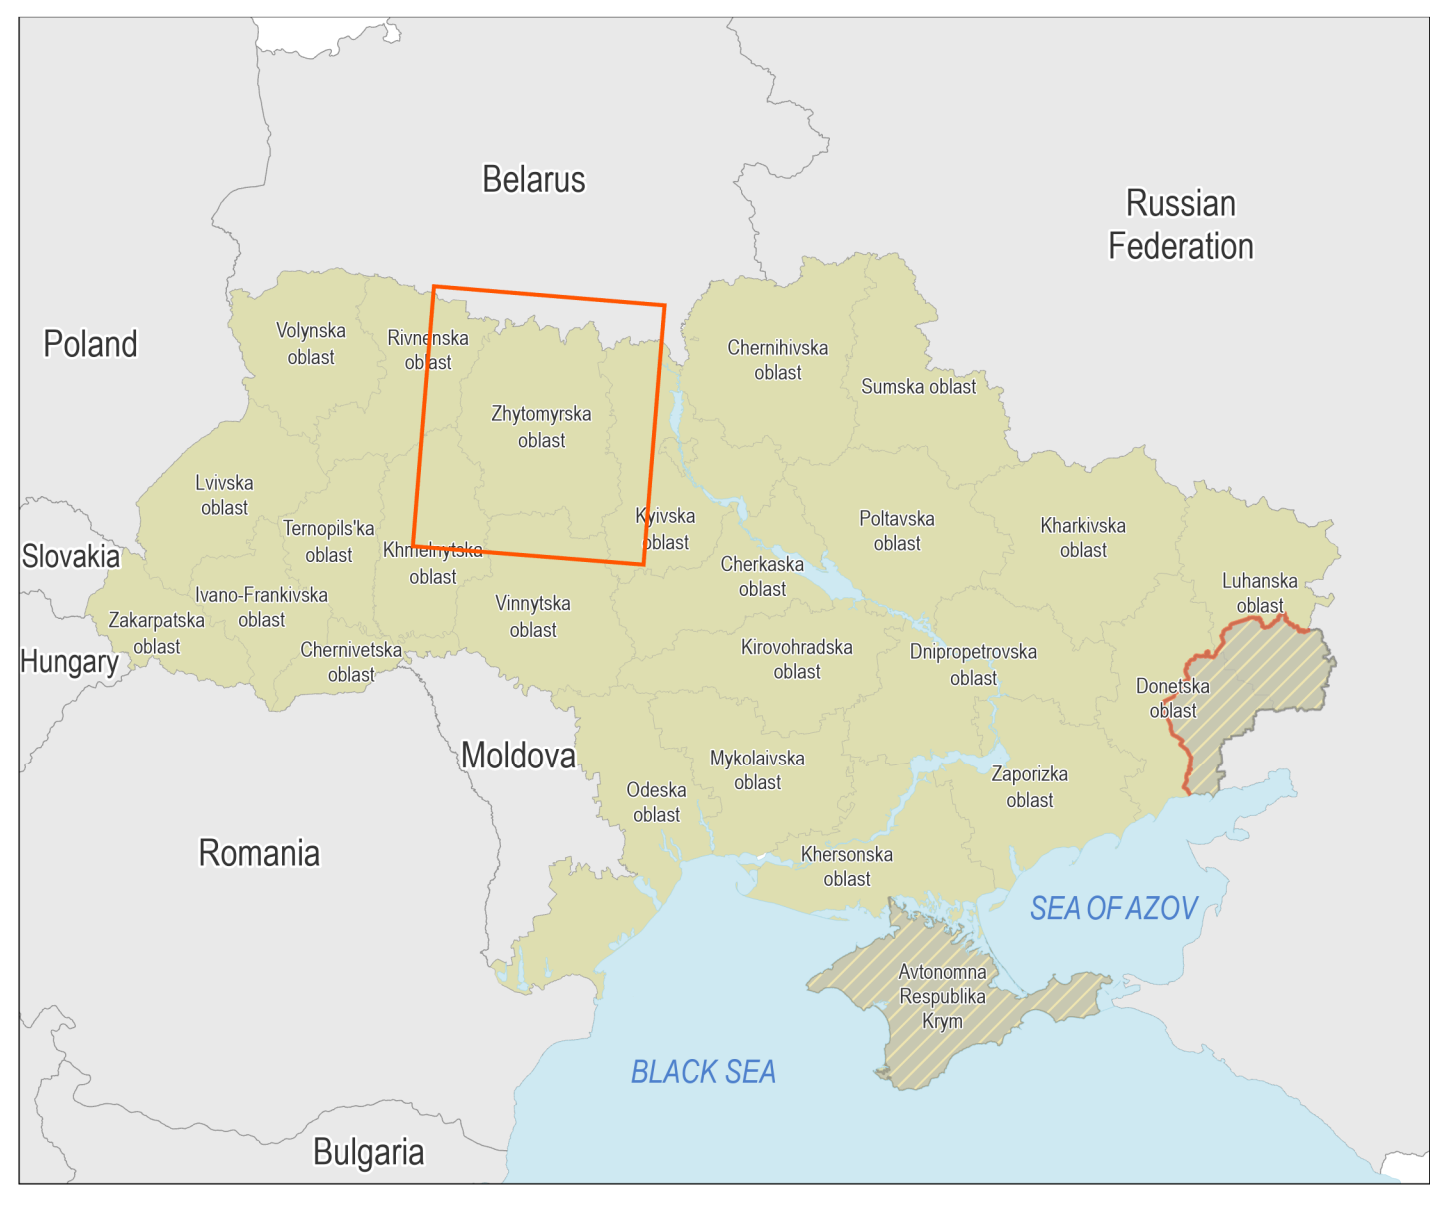 Belarus
Russian
Federation
Poland
Volynska
oblast
Rivnenska
oblast
Chernihivska
oblast
Sumska oblast
Zhytomyrska
oblast
Lvivska
oblast
Ternopils'ka
oblast
Khmelnytska
oblast
Kyivska
oblast
Poltavska
oblast
Kharkivska
oblast
Slovakia
Cherkaska
oblast
Luhanska
oblast
Ivano-Frankivska
oblast
Vinnytska
oblast
Zakarpatska
oblast
Hungary
Chernivetska
oblast
Kirovohradska
oblast
Dnipropetrovska
oblast
Donetska
oblast
Moldova
Mykolaivska
oblast
Zaporizka
oblast
Odeska
oblast
Romania
Khersonska
oblast
SEA OF AZOV
Avtonomna
Respublika
Krym
BLACK SEA
Bulgaria